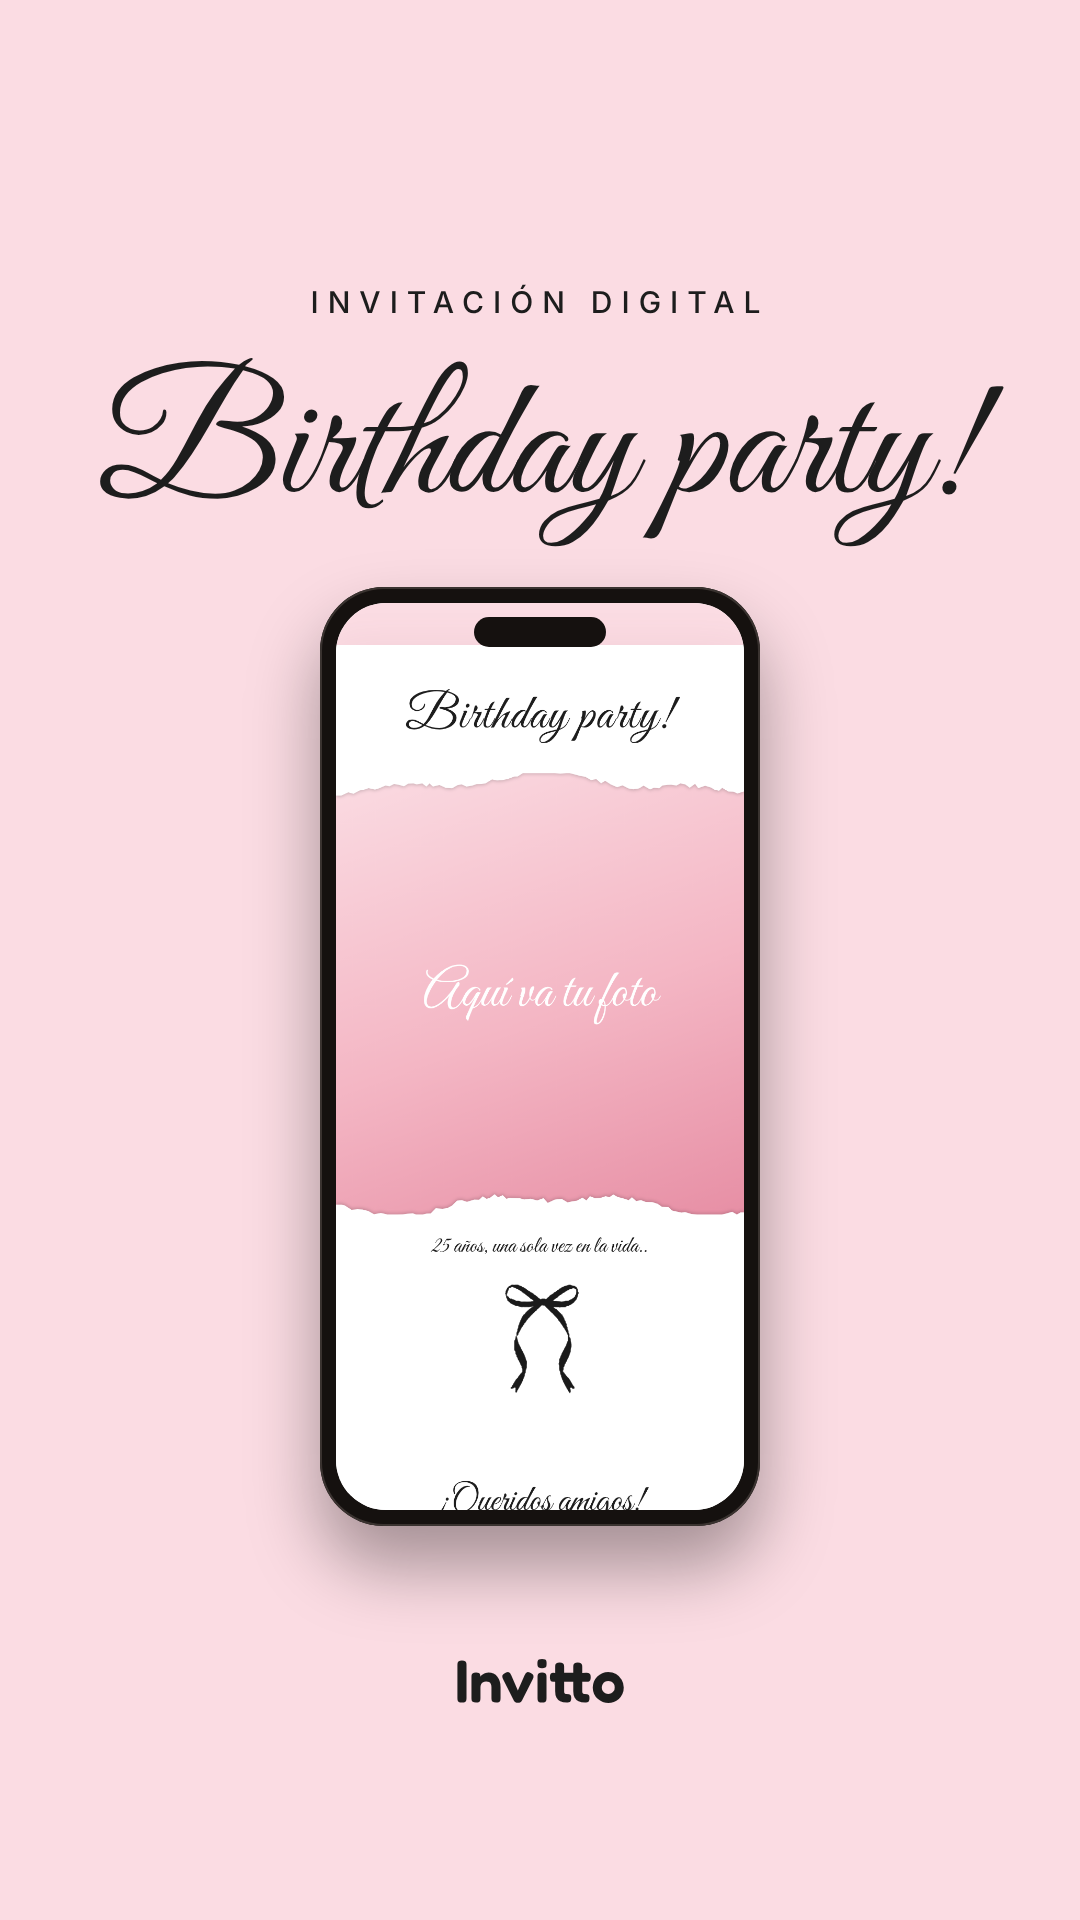 INVITACIÓN DIGITAL
Birthday party!
Birthday party!
Aquí va tu foto
25 años, una sola vez en la vida..
¡Queridos amigos!
Invitto